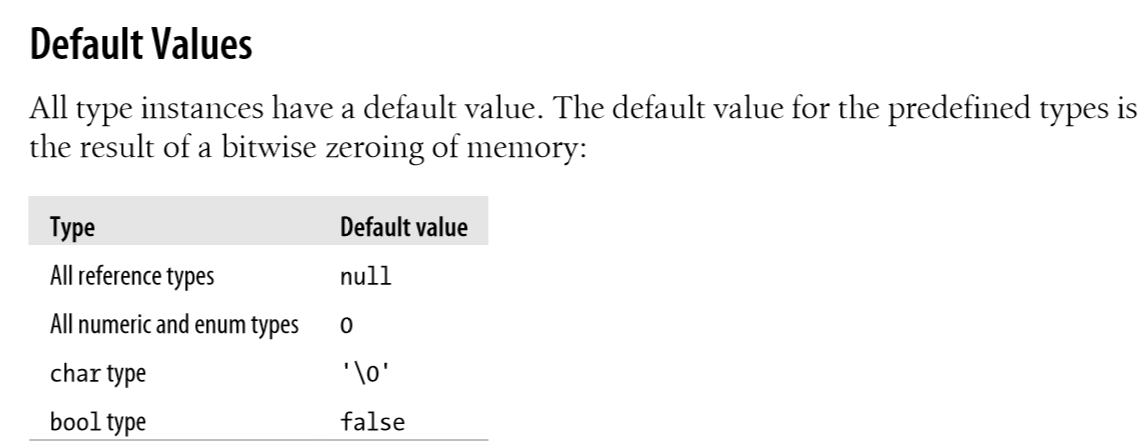 Default Values
All type instances have a default value. The default value for the predefined types is
the result of a bitwise zeroing of memory:
Type Default value
All reference types null
All numeric and enum types 0
char type '\0'
bool type false